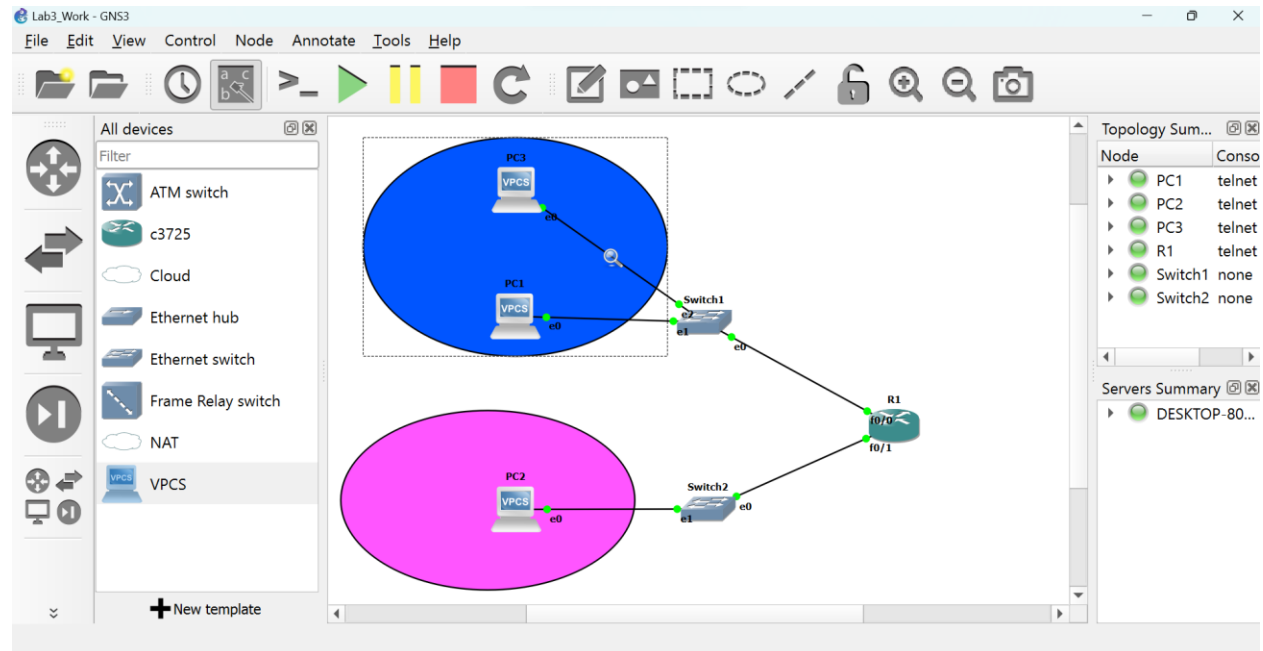 Lab3_Work - GNS3
File Edit View Control Node Annotate Tools Help
All devices
Filter
ATM switch
c3725
Cloud
Ethernet hub
Ethernet switch
Frame Relay switch
NAT
VPCS
New template
PC3
VPCS
e0
PC1
VPCS
e0
Switch1
e2
e1
e0
R1
f0/0
f0/1
PC2
VPCS
e0
Switch2
e1
e0
Topology Sum...
Node Conso
PC1 telnet
PC2 telnet
PC3 telnet
R1 telnet
Switch1 none
Switch2 none
Servers Summary
DESKTOP-80...